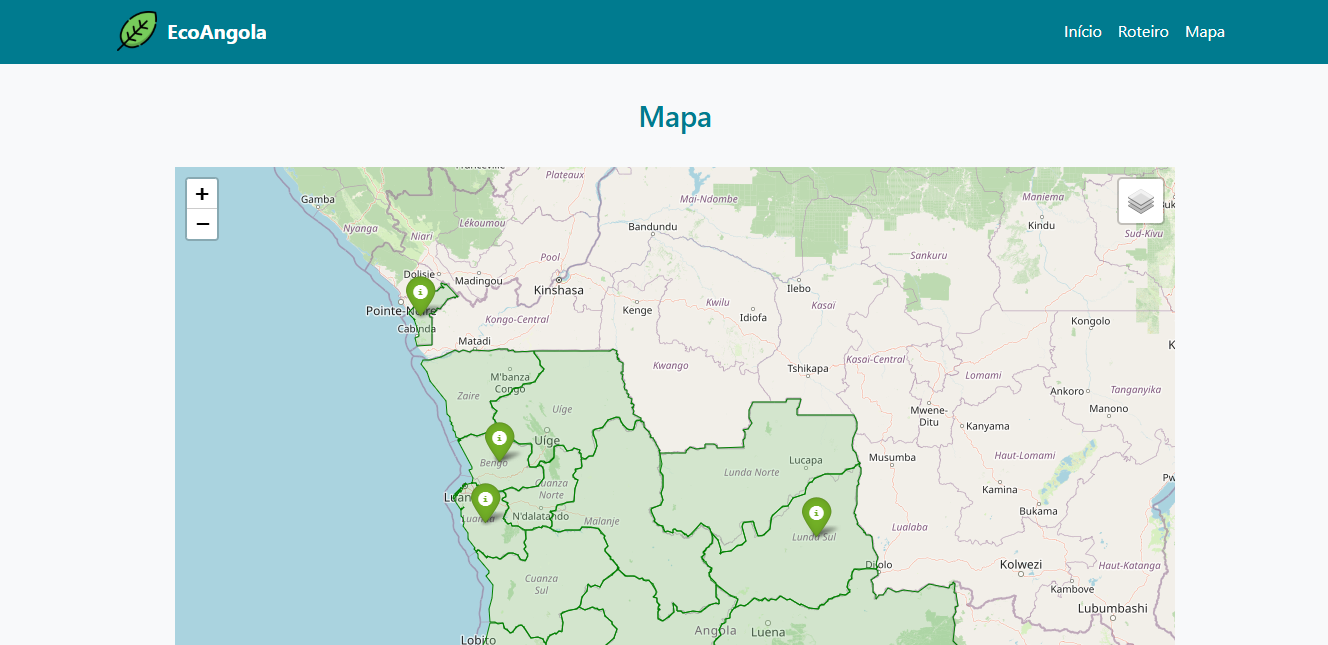 EcoAngola
Início
Roteiro
Mapa
Mapa
+
−
Plateaux
Gamba
Mai-Ndombe
Maniema
Kindu
Nyanga
Niari
Lékoumou
Bandundu
Sud-Kivu
Pool
Sankuru
Dolisie
Madingou
Kinshasa
Ilebo
Kwilu
Kasai
Kenge
Idiofa
Kongo-Central
Kongolo
Cabinda
Matadi
Kwango
Tshikapa
Kasai-Central
Lomami
M'banza
Congo
Zaire
Ankoro
Tanganyika
Uíge
Mwene-
Ditu
Manono
Kanyama
Uíge
Bengo
Lucapa
Lunda Norte
Musumba
Haut-Lomami
Cuanza
Norte
Kamina
N'dalatando
Malanje
Bukama
Lualaba
Lunda Sul
Dilolo
Kolwezi
Haut-Katanga
Cuanza
Sul
Kambove
Lubumbashi
Lobito
Angola
Luena